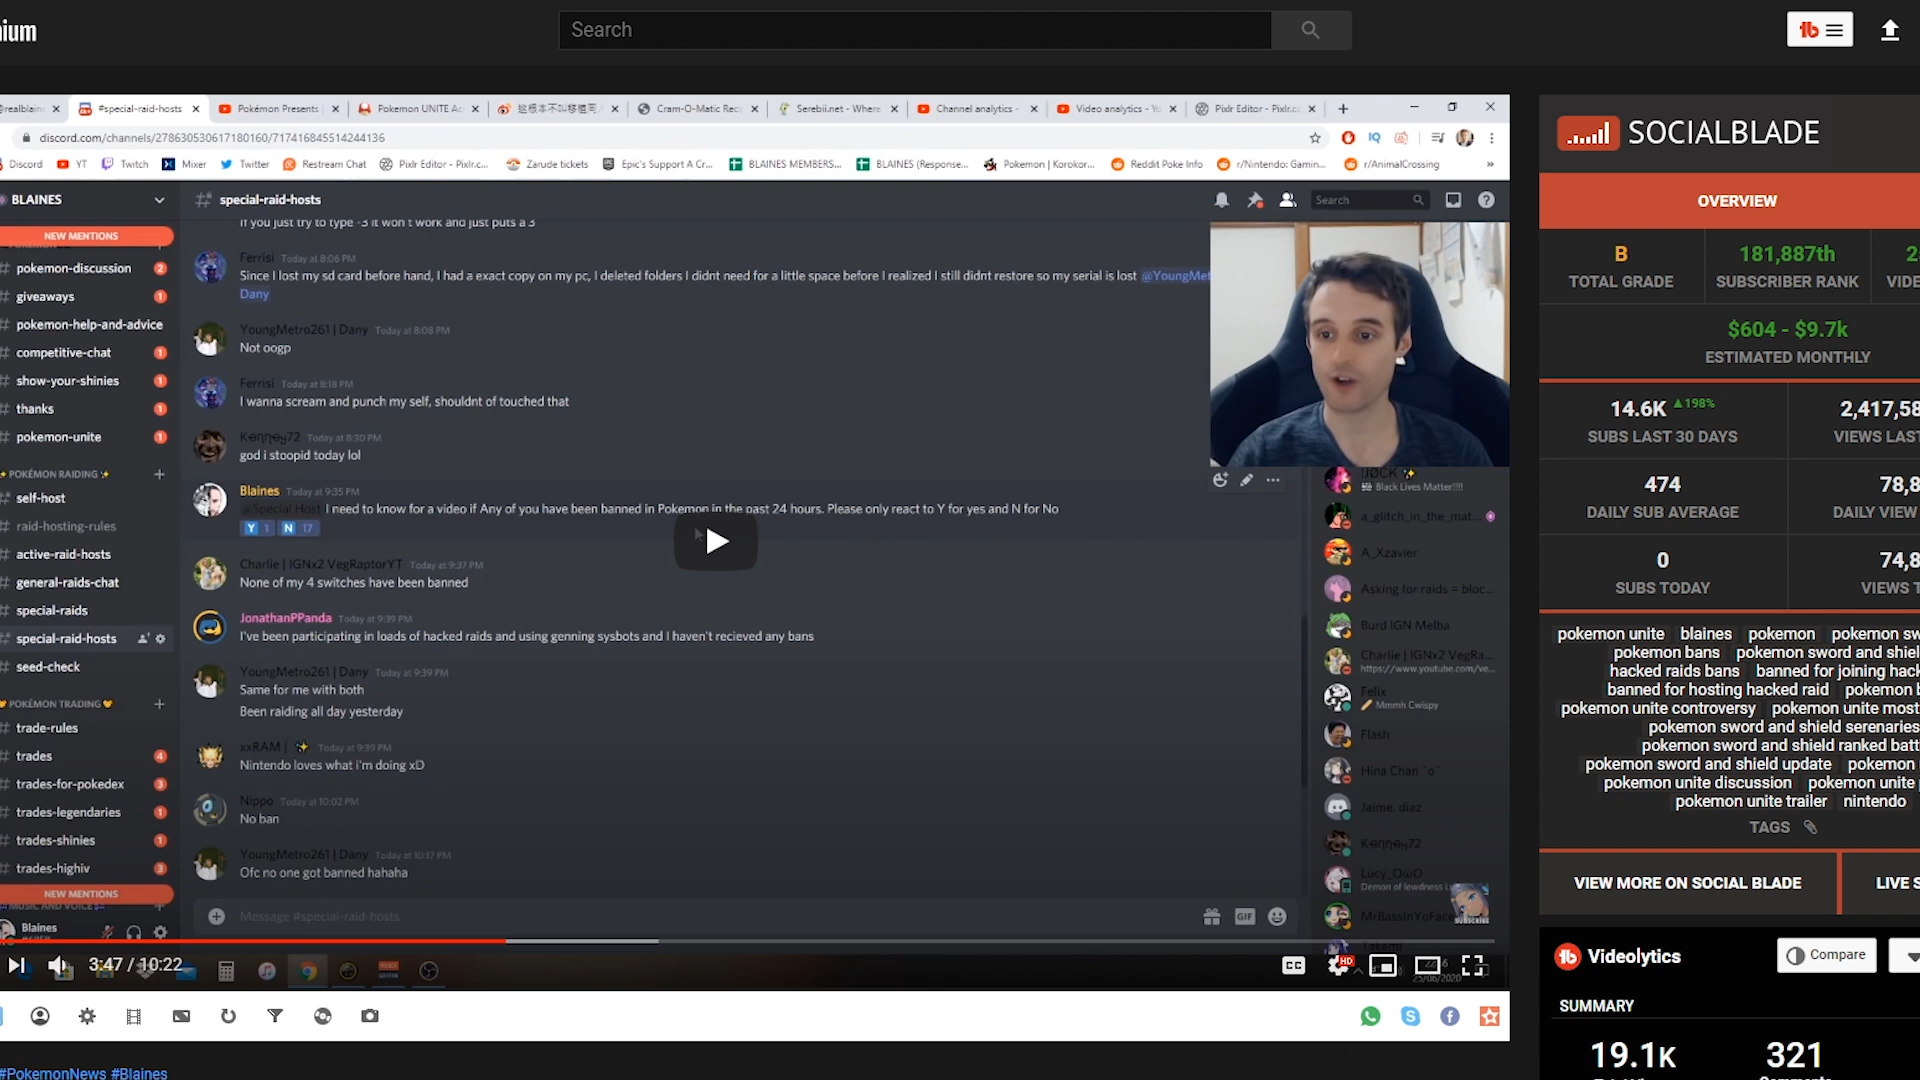 nium
Search
@realblain
#special-raid-hosts
Pokémon Presents
Pokemon UNITE Ac
Cram-O-Matic Reci
Serebii.net - Where
Channel analytics -
Video analytics - Yo
Pixlr Editor - Pixlr.co
discord.com/channels/278630530617180160/717416845514244136
Discord
YT
Twitch
Mixer
Twitter
Restream Chat
Pixlr Editor - Pixlr.c...
Zarude tickets
Epic's Support A Cr...
BLAINES MEMBERS...
BLAINES (Response...
Pokemon | Korokor...
Reddit Poke Info
r/Nintendo: Gamin...
r/AnimalCrossing
BLAINES
NEW MENTIONS
pokemon-discussion 2
giveaways 1
pokemon-help-and-advice
competitive-chat 1
show-your-shinies 1
thanks 1
pokemon-unite 1
POKÉMON RAIDING
self-host
raid-hosting-rules
active-raid-hosts
general-raids-chat
special-raids
special-raid-hosts
seed-check
POKÉMON TRADING
trade-rules
trades 4
trades-for-pokedex 3
trades-legendaries 1
trades-shinies 1
trades-highiv 3
NEW MENTIONS
MUSIC AND VOICE
Blaines
special-raid-hosts
Search
If you just try to type -3 it won't work and just puts a 3
Ferrisi Today at 8:06 PM
Since I lost my sd card before hand, I had a exact copy on my pc, I deleted folders I didnt need for a little space before I realized I still didnt restore so my serial is lost @YoungMet
Dany
YoungMetro261 | Dany Today at 8:08 PM
Not oogp
Ferrisi Today at 8:18 PM
I wanna scream and punch my self, shouldnt of touched that
Today at 8:30 PM
god i stoopid today lol
Blaines Today at 9:35 PM
@Special Host I need to know for a video if Any of you have been banned in Pokemon in the past 24 hours. Please only react to Y for yes and N for No
Y 1 N 17
Charlie | IGNx2 VegRaptorYT Today at 9:37 PM
None of my 4 switches have been banned
JonathanPPanda Today at 9:39 PM
I've been participating in loads of hacked raids and using genning sysbots and I haven't recieved any bans
YoungMetro261 | Dany Today at 9:39 PM
Same for me with both
Been raiding all day yesterday
xxRAM | Today at 9:39 PM
Nintendo loves what i'm doing xD
Nippo Today at 10:02 PM
No ban
YoungMetro261 | Dany Today at 10:17 PM
Ofc no one got banned hahaha
Message #special-raid-hosts
GIF
!JØCK
Black Lives Matter!!!!
a_glitch_in_the_mat...
A_Xzavier
Asking for raids = bloc...
Burd IGN Melba
Charlie | IGNx2 VegRa...
https://www.youtube.com/ve...
Felix
Mmmh Cwispy
Flash
Hina Chan ˆoˆ
Jaime. diaz
Lucy_OωO
Demon of lewdness
MrBassInYoFace
Takemi
SUBSCRIBE
3:47 / 10:22
CC
HD
25/06/2020
#PokemonNews #Blaines
SOCIALBLADE
OVERVIEW
B
TOTAL GRADE
181,887th
SUBSCRIBER RANK
VIDE
$604 - $9.7k
ESTIMATED MONTHLY
14.6K ▲198%
SUBS LAST 30 DAYS
2,417,58
VIEWS LAST
474
DAILY SUB AVERAGE
78,8
DAILY VIEW
0
SUBS TODAY
74,8
VIEWS T
pokemon unite blaines pokemon pokemon sw
pokemon bans pokemon sword and shiel
hacked raids bans banned for joining hack
banned for hosting hacked raid pokemon b
pokemon unite controversy pokemon unite most
pokemon sword and shield serenaries
pokemon sword and shield ranked batt
pokemon sword and shield update pokemon
pokemon unite discussion pokemon unite
pokemon unite trailer nintendo
TAGS
VIEW MORE ON SOCIAL BLADE
LIVE S
Videolytics
Compare
SUMMARY
19.1K
321